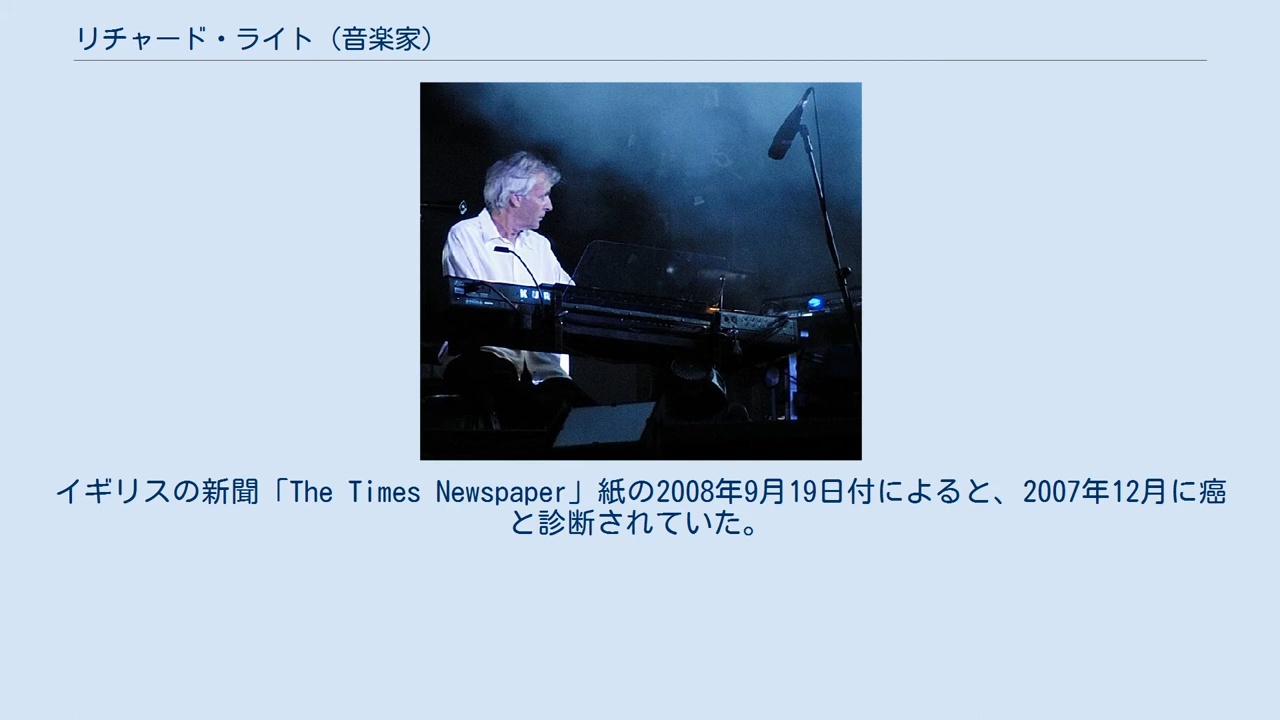 リチャード・ライト（音楽家）
イギリスの新聞「The Times Newspaper」紙の2008年9月19日付によると、2007年12月に癌
と診断されていた。